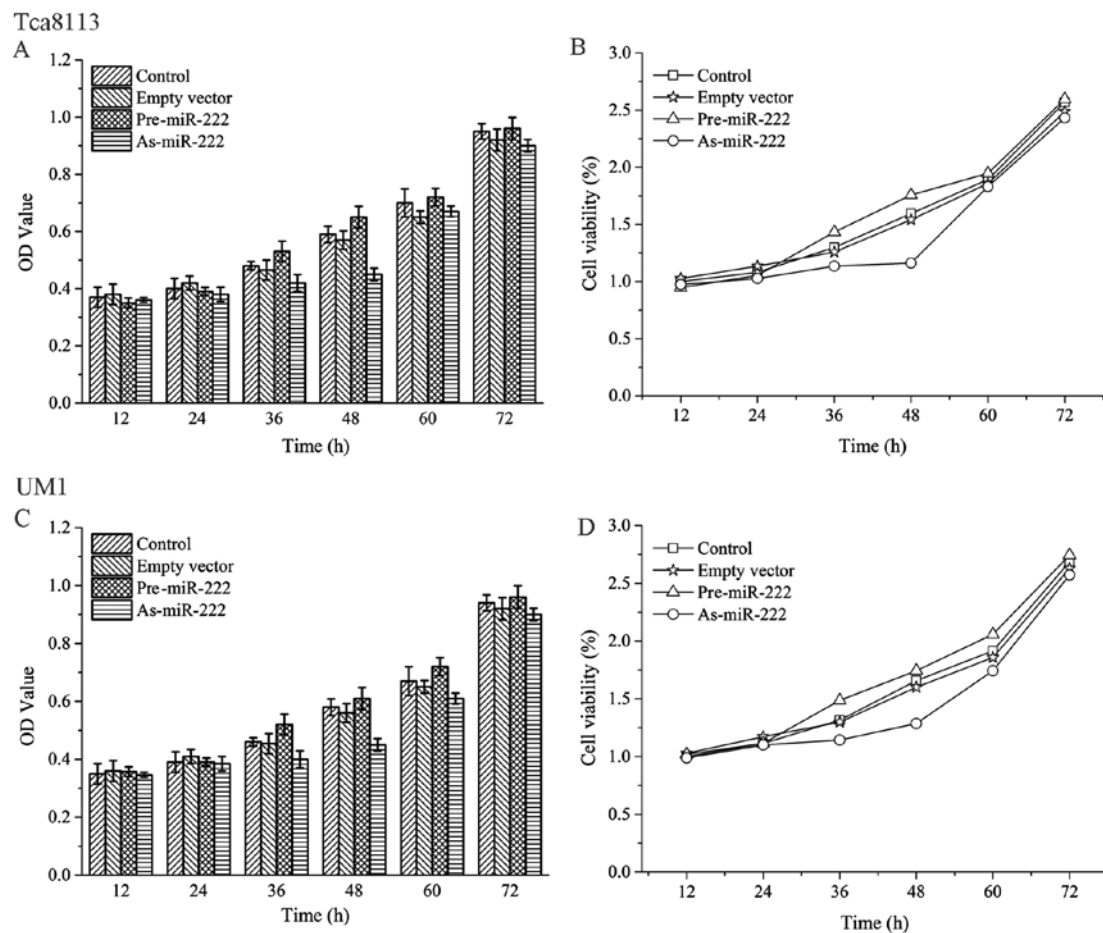 Tca8113
A
1.2
1.0
0.8
0.6
0.4
0.2
0.0
OD Value
Control
Empty vector
Pre-miR-222
As-miR-222
12 24 36 48 60 72
Time (h)
B
3.0
2.5
2.0
1.5
1.0
0.5
0.0
Cell viability (%)
Control
Empty vector
Pre-miR-222
As-miR-222
12 24 36 48 60 72
Time (h)
UM1
C
1.2
1.0
0.8
0.6
0.4
0.2
0.0
OD Value
Control
Empty vector
Pre-miR-222
As-miR-222
12 24 36 48 60 72
Time (h)
D
3.0
2.5
2.0
1.5
1.0
0.5
0.0
Cell viability (%)
Control
Empty vector
Pre-miR-222
As-miR-222
12 24 36 48 60 72
Time (h)